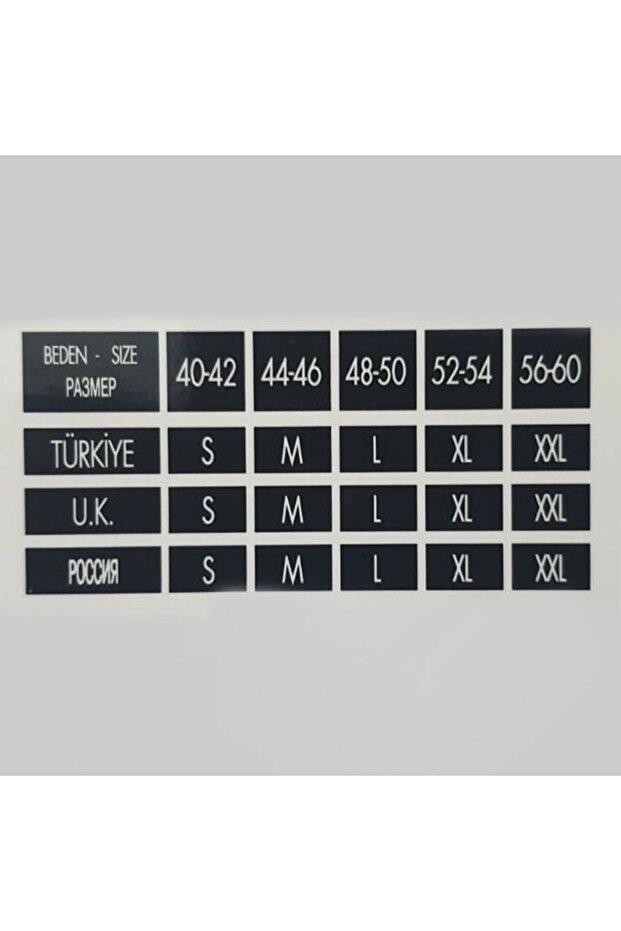 BEDEN - SIZE
РАЗМЕР
40-42 44-46 48-50 52-54 56-60
TÜRKİYE S M L XL XXL
U.K. S M L XL XXL
РОССИЯ S M L XL XXL